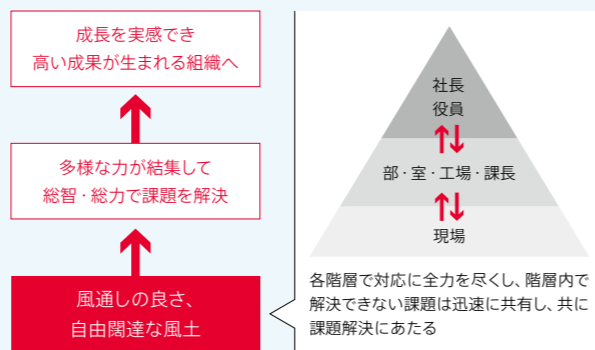 成長を実感でき
高い成果が生まれる組織へ
多様な力が結集して
総智・総力で課題を解決
風通しの良さ、
自由闊達な風土
社長
役員
部・室・工場・課長
現場
各階層で対応に全力を尽くし、階層内で
解決できない課題は迅速に共有し、共に
課題解決にあたる